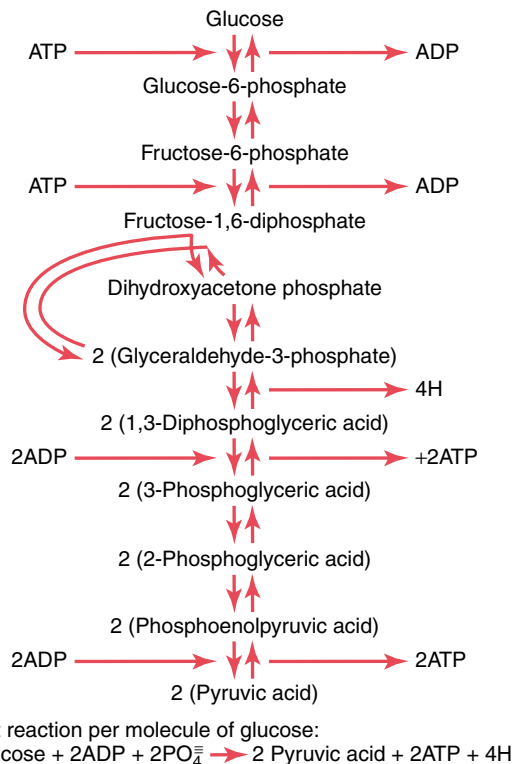 Glucose
ATP ADP
Glucose-6-phosphate
Fructose-6-phosphate
ATP ADP
Fructose-1,6-diphosphate
Dihydroxyacetone phosphate
2 (Glyceraldehyde-3-phosphate)
4H
2 (1,3-Diphosphoglyceric acid)
2ADP +2ATP
2 (3-Phosphoglyceric acid)
2 (2-Phosphoglyceric acid)
2 (Phosphoenolpyruvic acid)
2ADP 2ATP
2 (Pyruvic acid)
reaction per molecule of glucose:
cose + 2ADP + 2PO₄≡ → 2 Pyruvic acid + 2ATP + 4H